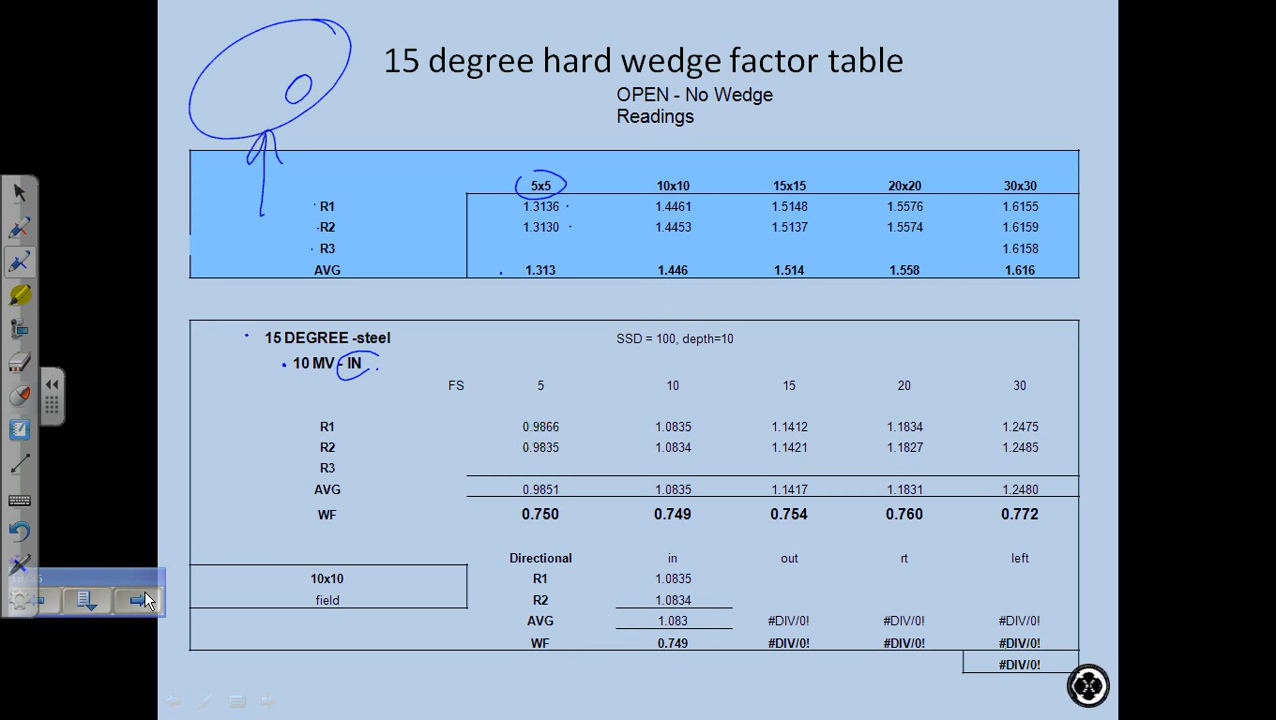 15 degree hard wedge factor table
OPEN - No Wedge
Readings
5x5 10x10 15x15 20x20 30x30
R1 1.3136 1.4461 1.5148 1.5576 1.6155
R2 1.3130 1.4453 1.5137 1.5574 1.6159
R3 1.6158
AVG 1.313 1.446 1.514 1.558 1.616
15 DEGREE -steel SSD = 100, depth=10
10 MV - IN
FS 5 10 15 20 30
R1 0.9866 1.0835 1.1412 1.1834 1.2475
R2 0.9835 1.0834 1.1421 1.1827 1.2485
R3
AVG 0.9851 1.0835 1.1417 1.1831 1.2480
WF 0.750 0.749 0.754 0.760 0.772
Directional in out rt left
10x10 R1 1.0835
field R2 1.0834
AVG 1.083 #DIV/0! #DIV/0! #DIV/0!
WF 0.749 #DIV/0! #DIV/0! #DIV/0!
#DIV/0!